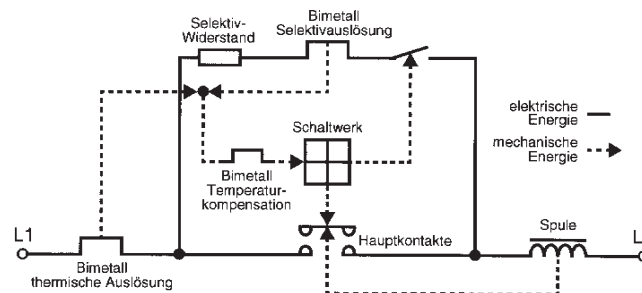 Selektiv-
Widerstand
Bimetall
Selektivauslösung
elektrische
Energie
mechanische
Energie
Schaltwerk
Bimetall
Temperatur-
kompensation
L1
Bimetall
thermische Auslösung
Hauptkontakte
Spule
L